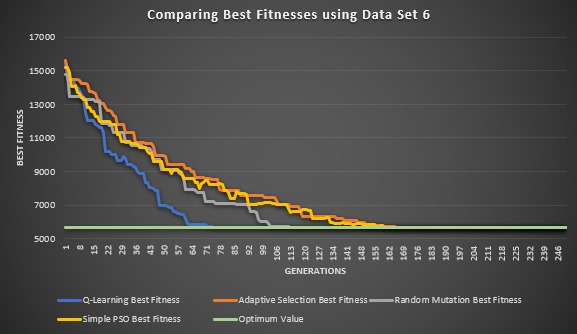 Comparing Best Fitnesses using Data Set 6
17000
15000
13000
11000
9000
7000
5000
BEST FITNESS
1 8 15 22 29 36 43 50 57 64 71 78 85 92 99 106 113 120 127 134 141 148 155 162 169 176 183 190 197 204 211 218 225 232 239 246
GENERATIONS
Q-Learning Best Fitness Adaptive Selection Best Fitness Random Mutation Best Fitness
Simple PSO Best Fitness Optimum Value